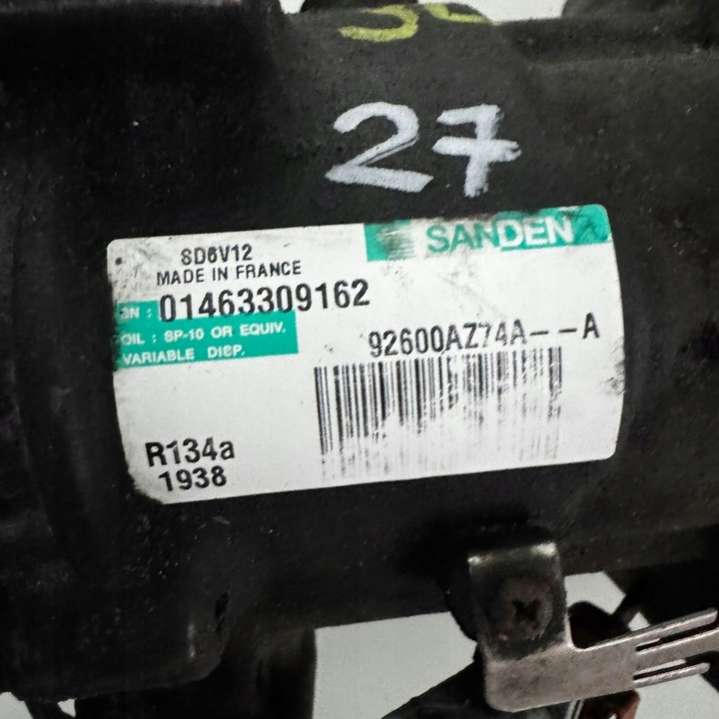 27
SANDEN
SD6V12
MADE IN FRANCE
SN : 01463309162
OIL : SP-10 OR EQUIV.
VARIABLE DISP.
92600AZ74A--A
R134a
1938